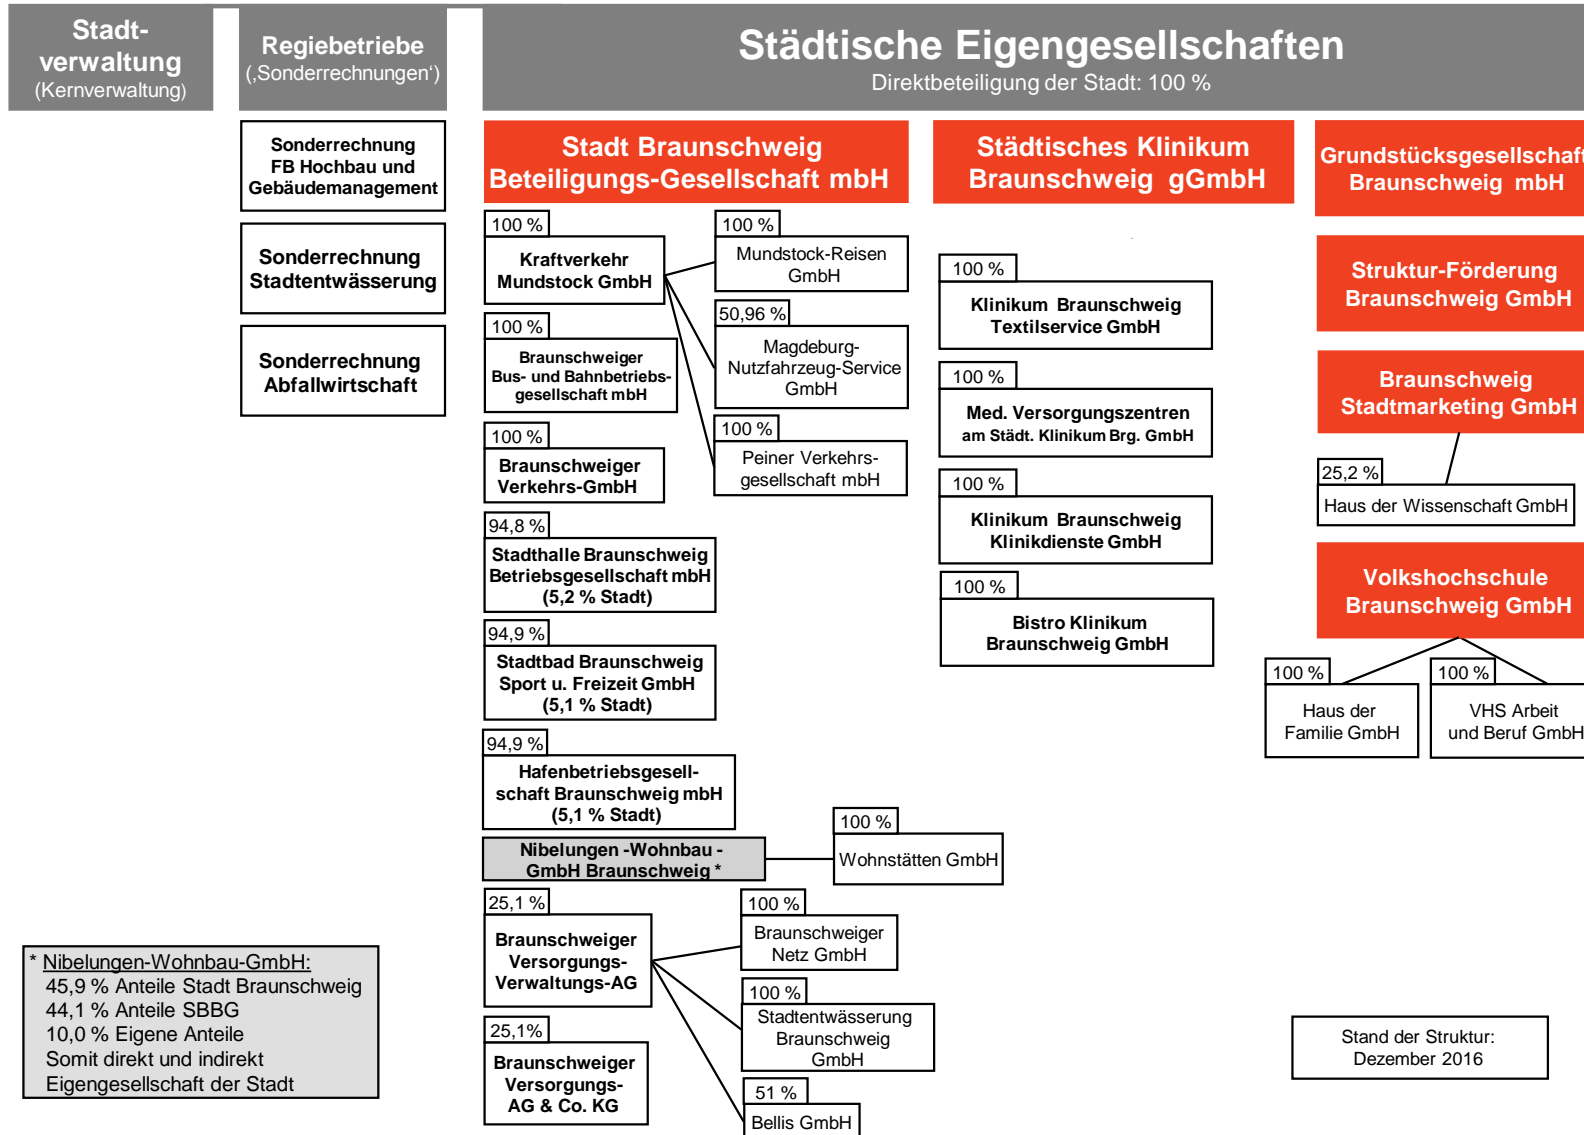 Stadt-
verwaltung
(Kernverwaltung)
Regiebetriebe
(‚Sonderrechnungen‘)
Städtische Eigengesellschaften
Direktbeteiligung der Stadt: 100 %
Sonderrechnung
FB Hochbau und
Gebäudemanagement
Sonderrechnung
Stadtentwässerung
Sonderrechnung
Abfallwirtschaft
Stadt Braunschweig
Beteiligungs-Gesellschaft mbH
100 %
Kraftverkehr
Mundstock GmbH
100 %
Mundstock-Reisen
GmbH
50,96 %
Magdeburg-
Nutzfahrzeug-Service
GmbH
100 %
Peiner Verkehrs-
gesellschaft mbH
100 %
Braunschweiger
Bus- und Bahnbetriebs-
gesellschaft mbH
100 %
Braunschweiger
Verkehrs-GmbH
94,8 %
Stadthalle Braunschweig
Betriebsgesellschaft mbH
(5,2 % Stadt)
94,9 %
Stadtbad Braunschweig
Sport u. Freizeit GmbH
(5,1 % Stadt)
94,9 %
Hafenbetriebsgesell-
schaft Braunschweig mbH
(5,1 % Stadt)
Nibelungen -Wohnbau -
GmbH Braunschweig *
100 %
Wohnstätten GmbH
25,1 %
Braunschweiger
Versorgungs-
Verwaltungs-AG
100 %
Braunschweiger
Netz GmbH
100 %
Stadtentwässerung
Braunschweig
GmbH
51 %
Bellis GmbH
25,1%
Braunschweiger
Versorgungs-
AG & Co. KG
Städtisches Klinikum
Braunschweig gGmbH
100 %
Klinikum Braunschweig
Textilservice GmbH
100 %
Med. Versorgungszentren
am Städt. Klinikum Brg. GmbH
100 %
Klinikum Braunschweig
Klinikdienste GmbH
100 %
Bistro Klinikum
Braunschweig GmbH
Grundstücksgesellschaft
Braunschweig mbH
Struktur-Förderung
Braunschweig GmbH
Braunschweig
Stadtmarketing GmbH
25,2 %
Haus der Wissenschaft GmbH
Volkshochschule
Braunschweig GmbH
100 %
Haus der
Familie GmbH
100 %
VHS Arbeit
und Beruf GmbH
* Nibelungen-Wohnbau-GmbH:
45,9 % Anteile Stadt Braunschweig
44,1 % Anteile SBBG
10,0 % Eigene Anteile
Somit direkt und indirekt
Eigengesellschaft der Stadt
Stand der Struktur:
Dezember 2016